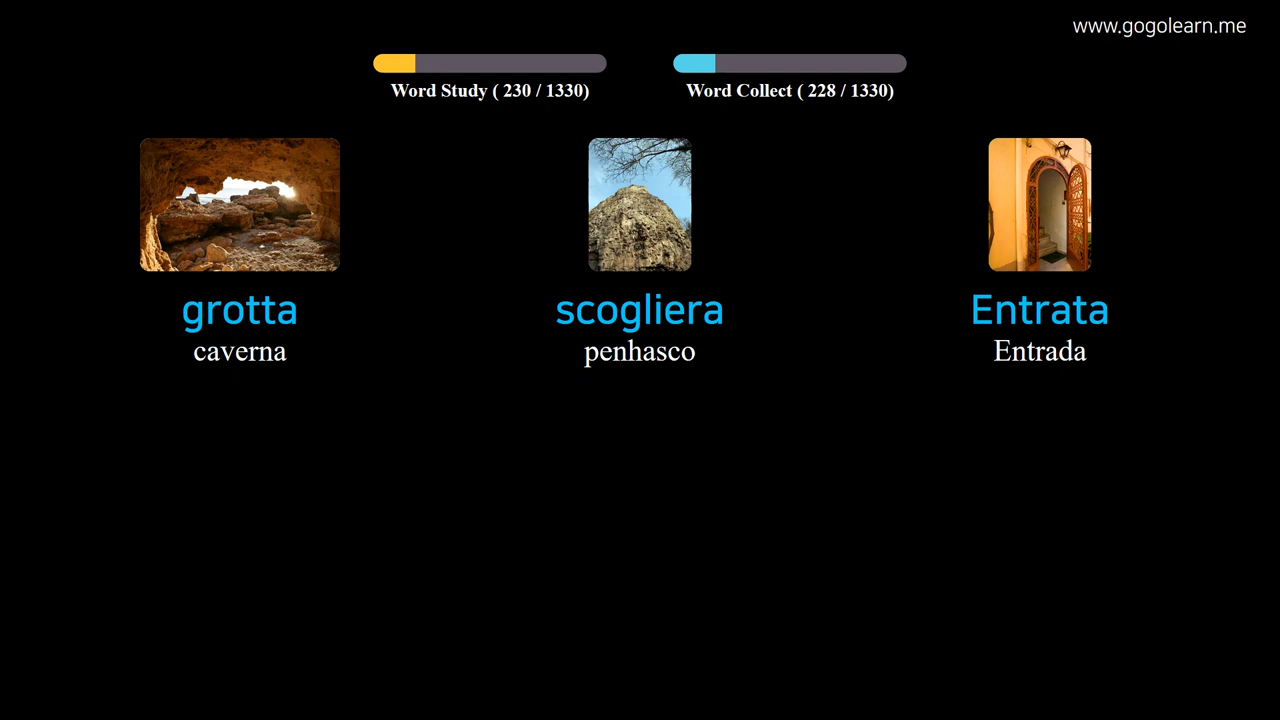 www.gogolearn.me
Word Study ( 230 / 1330)
Word Collect ( 228 / 1330)
grotta
caverna
scogliera
penhasco
Entrata
Entrada